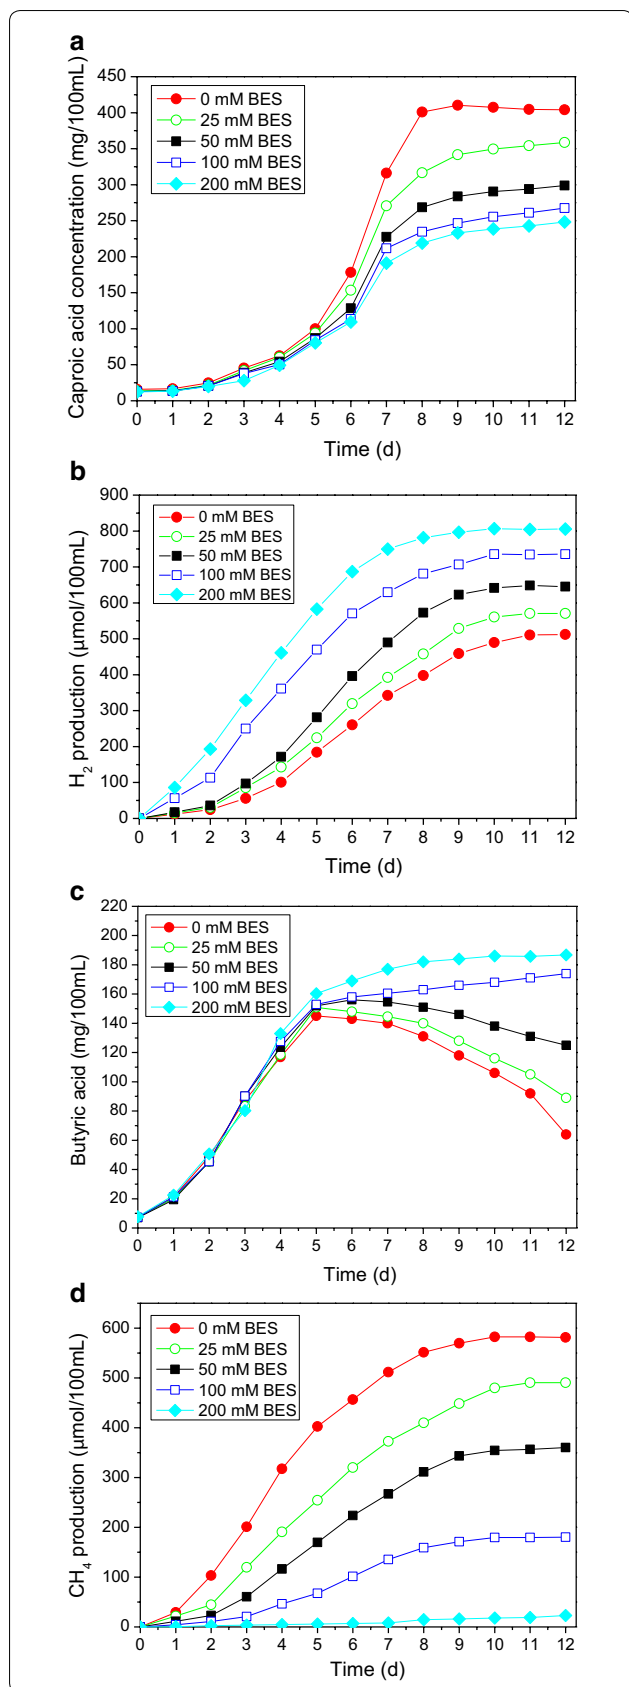 a
Caproic acid concentration (mg/100mL)
450
400
350
300
250
200
150
100
50
0
0 mM BES
25 mM BES
50 mM BES
100 mM BES
200 mM BES
0 1 2 3 4 5 6 7 8 9 10 11 12
Time (d)
b
H₂ production (μmol/100mL)
900
800
700
600
500
400
300
200
100
0
0 mM BES
25 mM BES
50 mM BES
100 mM BES
200 mM BES
0 1 2 3 4 5 6 7 8 9 10 11 12
Time (d)
c
Butyric acid (mg/100mL)
220
200
180
160
140
120
100
80
60
40
20
0
0 mM BES
25 mM BES
50 mM BES
100 mM BES
200 mM BES
0 1 2 3 4 5 6 7 8 9 10 11 12
Time (d)
d
CH₄ production (μmol/100mL)
600
500
400
300
200
100
0
0 mM BES
25 mM BES
50 mM BES
100 mM BES
200 mM BES
0 1 2 3 4 5 6 7 8 9 10 11 12
Time (d)